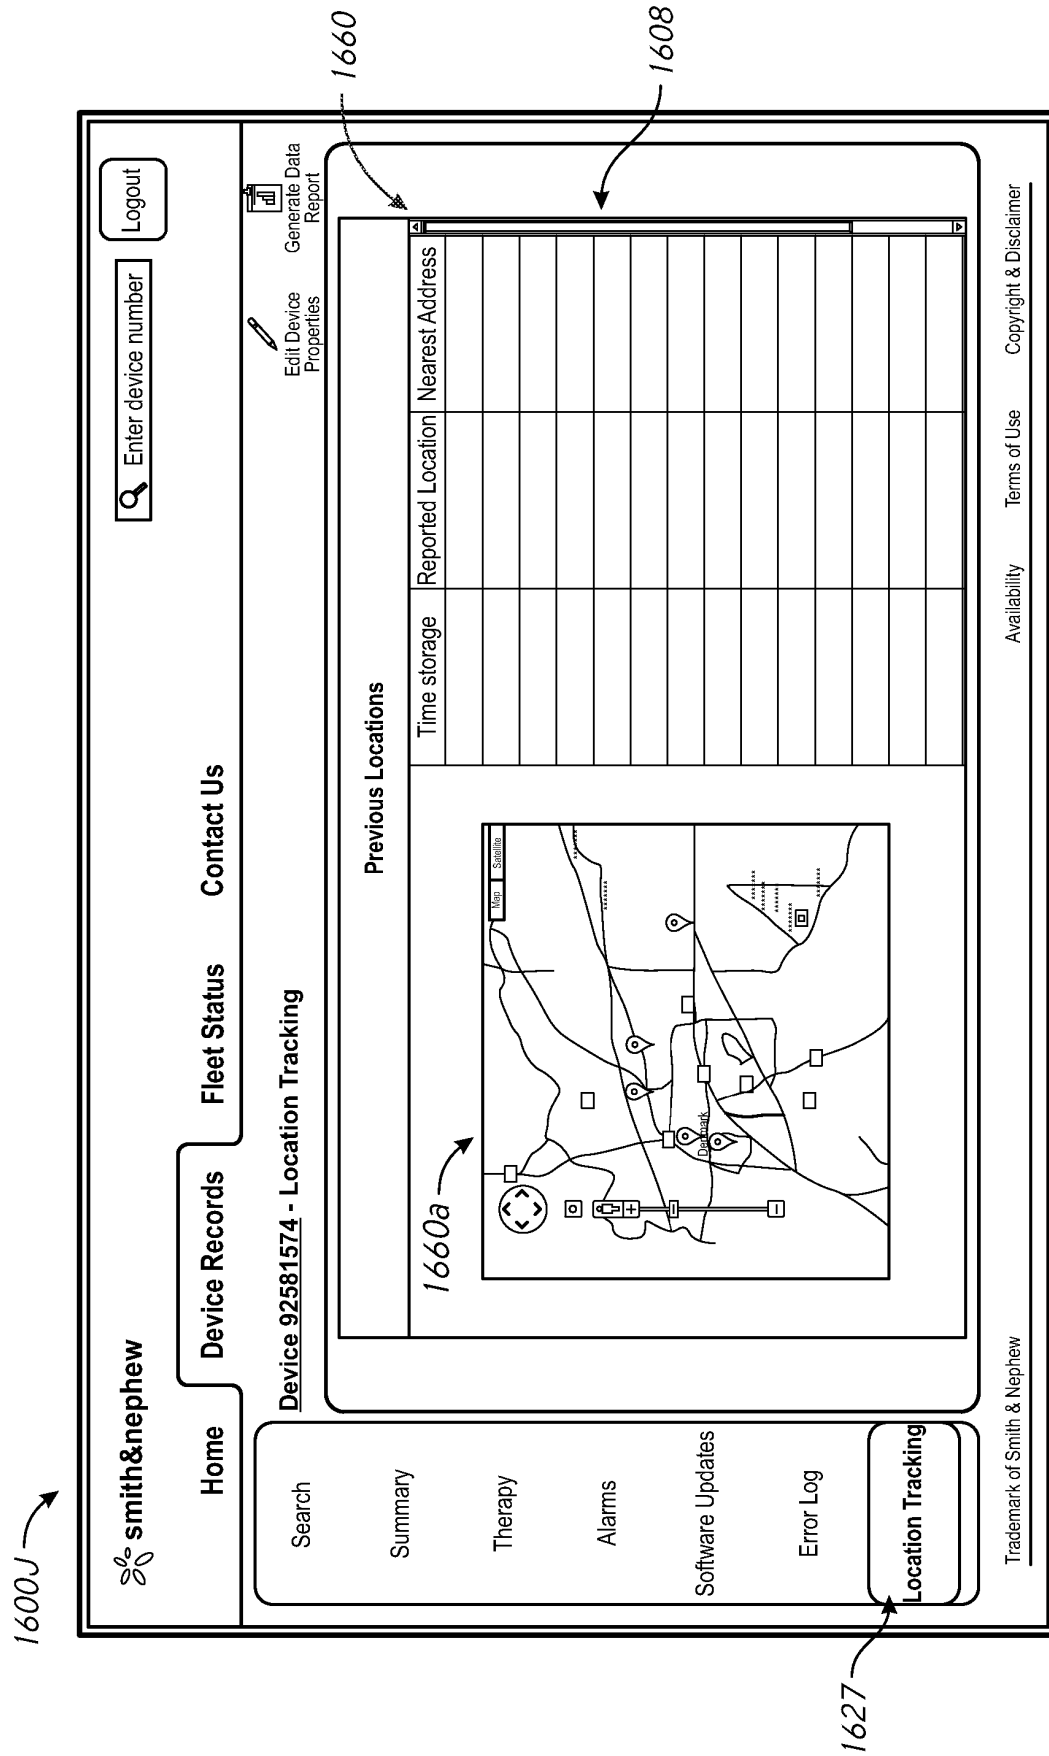 1600J
smith&nephew
Enter device number
Logout
Home
Device Records
Fleet Status
Contact Us
Device 92581574 - Location Tracking
Edit Device
Properties
Generate Data
Report
1660
Search
Summary
Therapy
Alarms
Software Updates
Error Log
Location Tracking
1627
Previous Locations
1660a
Map
Satellite
Denmark
Time storage
Reported Location
Nearest Address
1608
Trademark of Smith & Nephew
Availability
Terms of Use
Copyright & Disclaimer